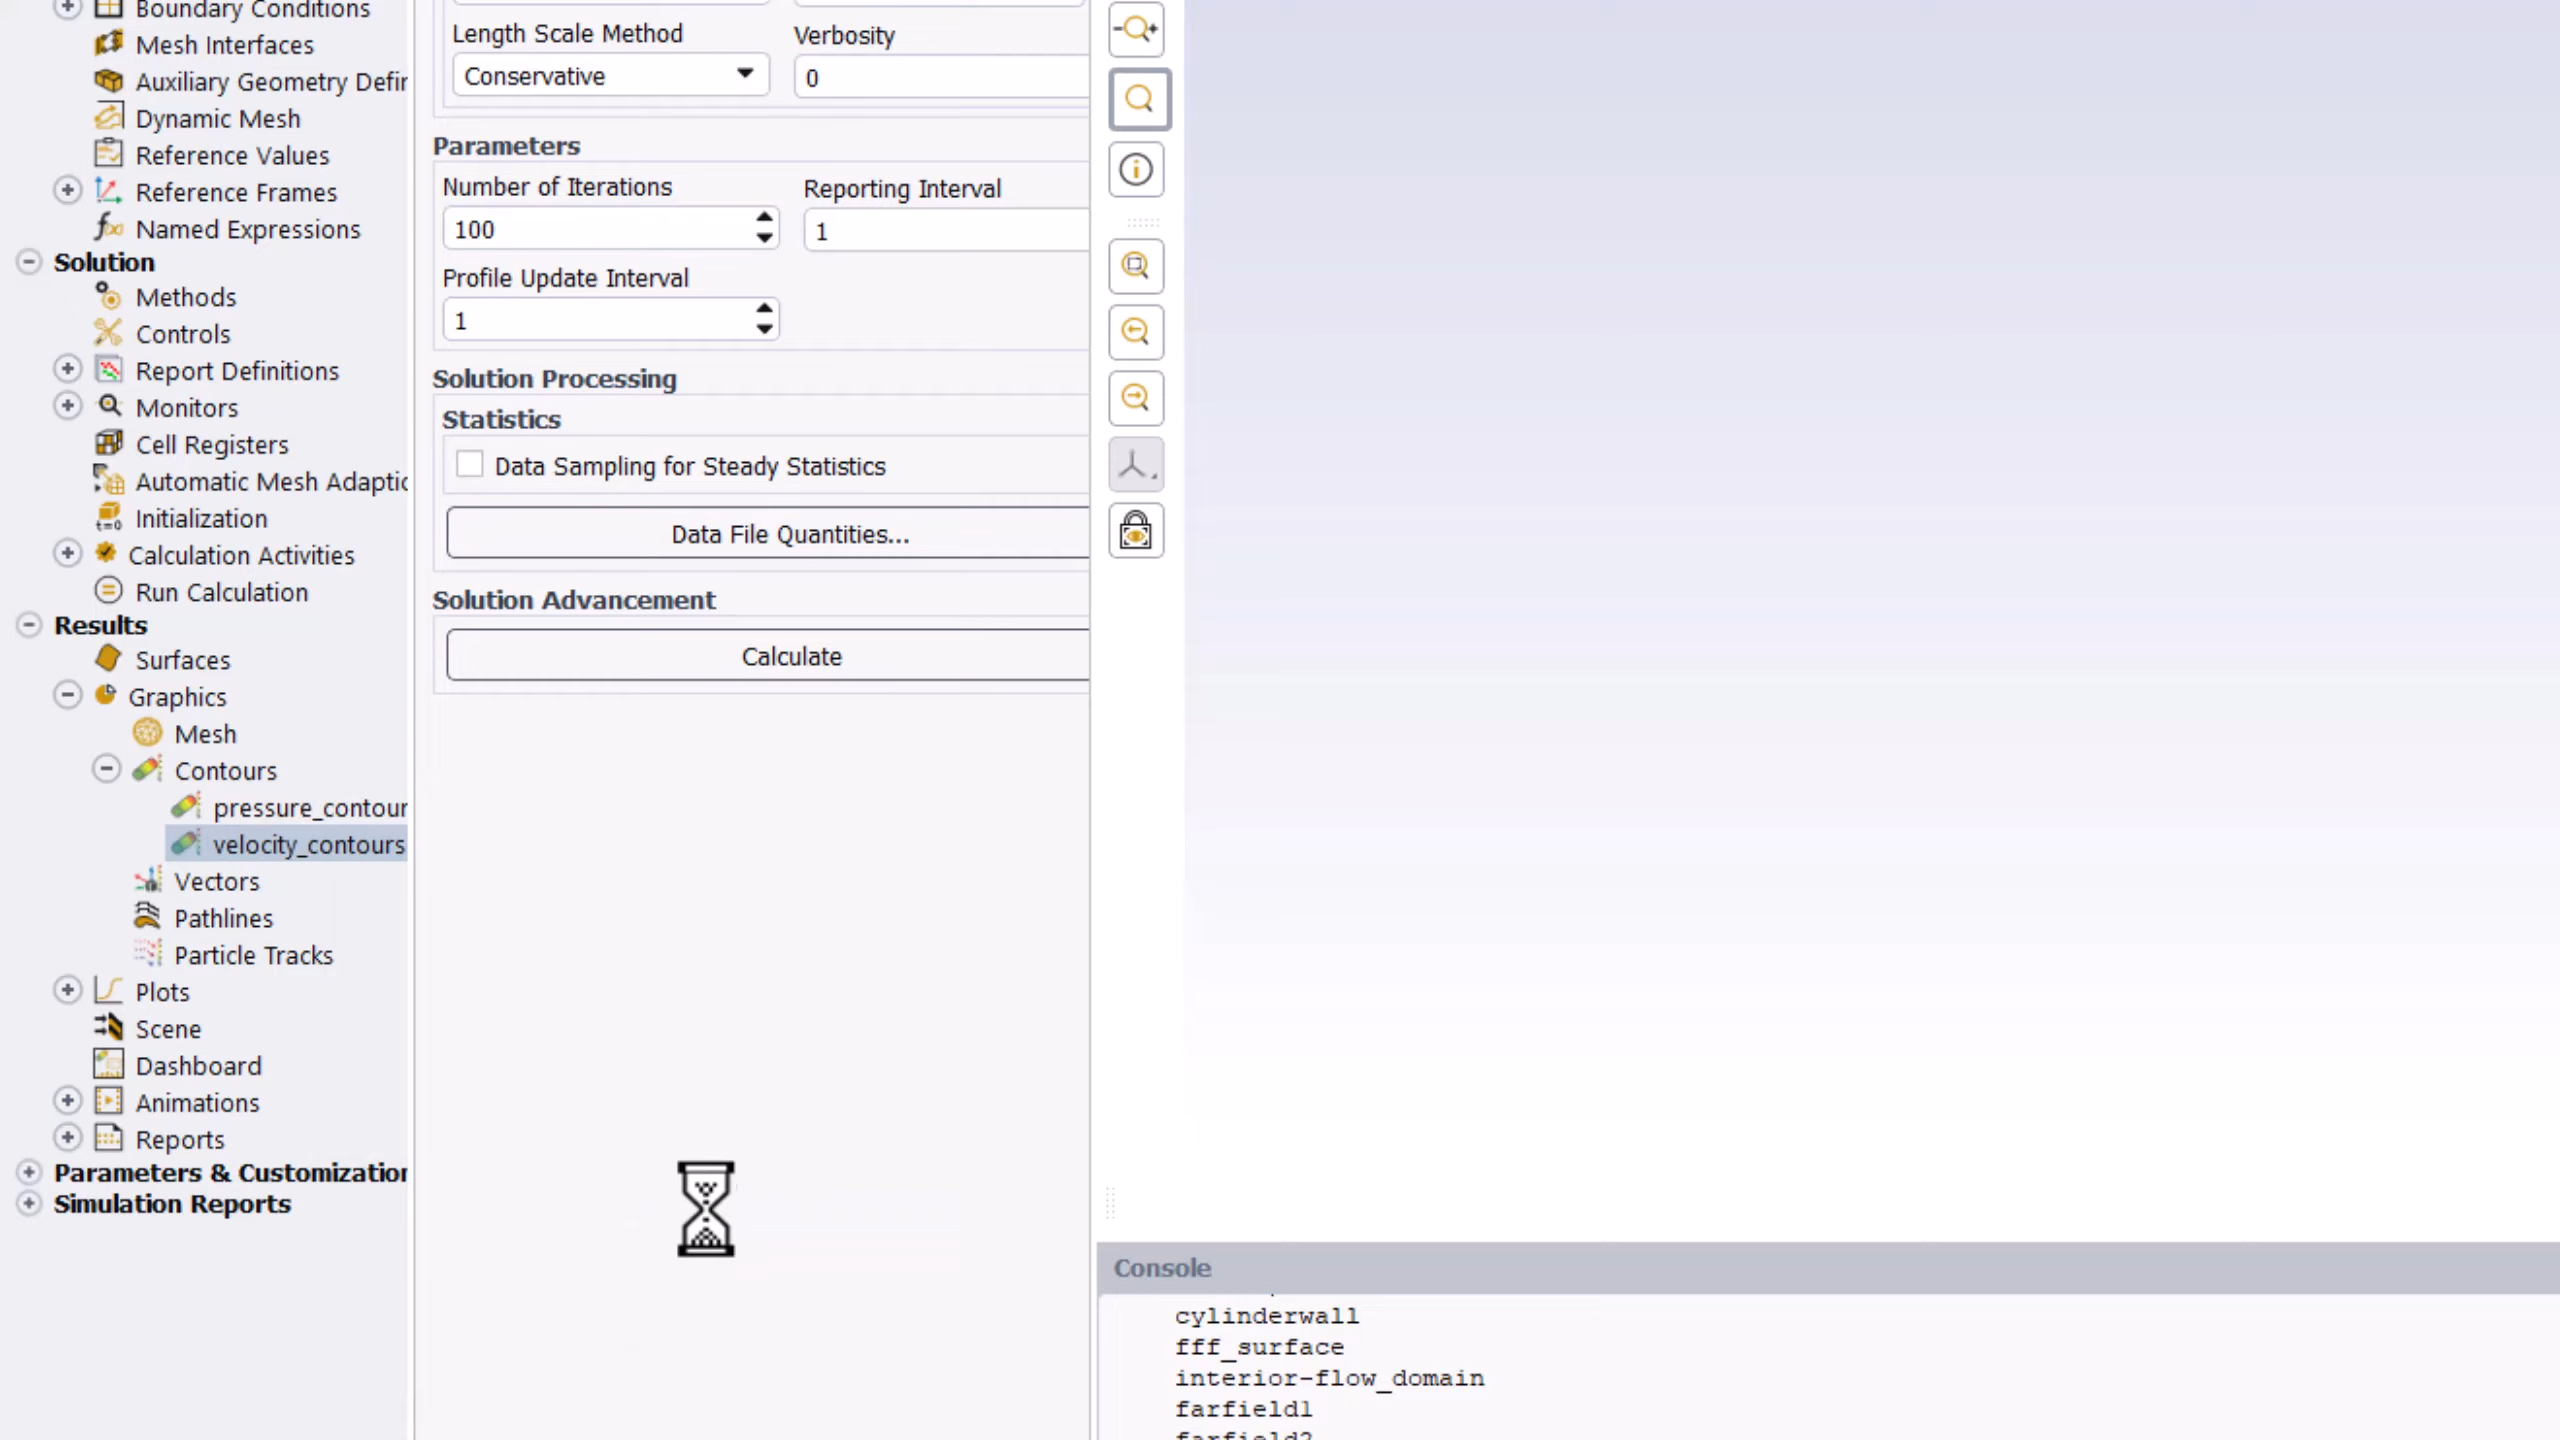 Boundary Conditions
Mesh Interfaces
Auxiliary Geometry Defir
Dynamic Mesh
Reference Values
Reference Frames
Named Expressions
Solution
Methods
Controls
Report Definitions
Monitors
Cell Registers
Automatic Mesh Adaptic
t=0 Initialization
Calculation Activities
Run Calculation
Results
Surfaces
Graphics
Mesh
Contours
pressure_contour
velocity_contours
Vectors
Pathlines
Particle Tracks
Plots
Scene
Dashboard
Animations
Reports
Parameters & Customization
Simulation Reports
Length Scale Method
Verbosity
Conservative
0
Parameters
Number of Iterations
Reporting Interval
100
1
Profile Update Interval
1
Solution Processing
Statistics
Data Sampling for Steady Statistics
Data File Quantities...
Solution Advancement
Calculate
Console
cylinderwall
fff_surface
interior-flow_domain
farfield1
farfield2